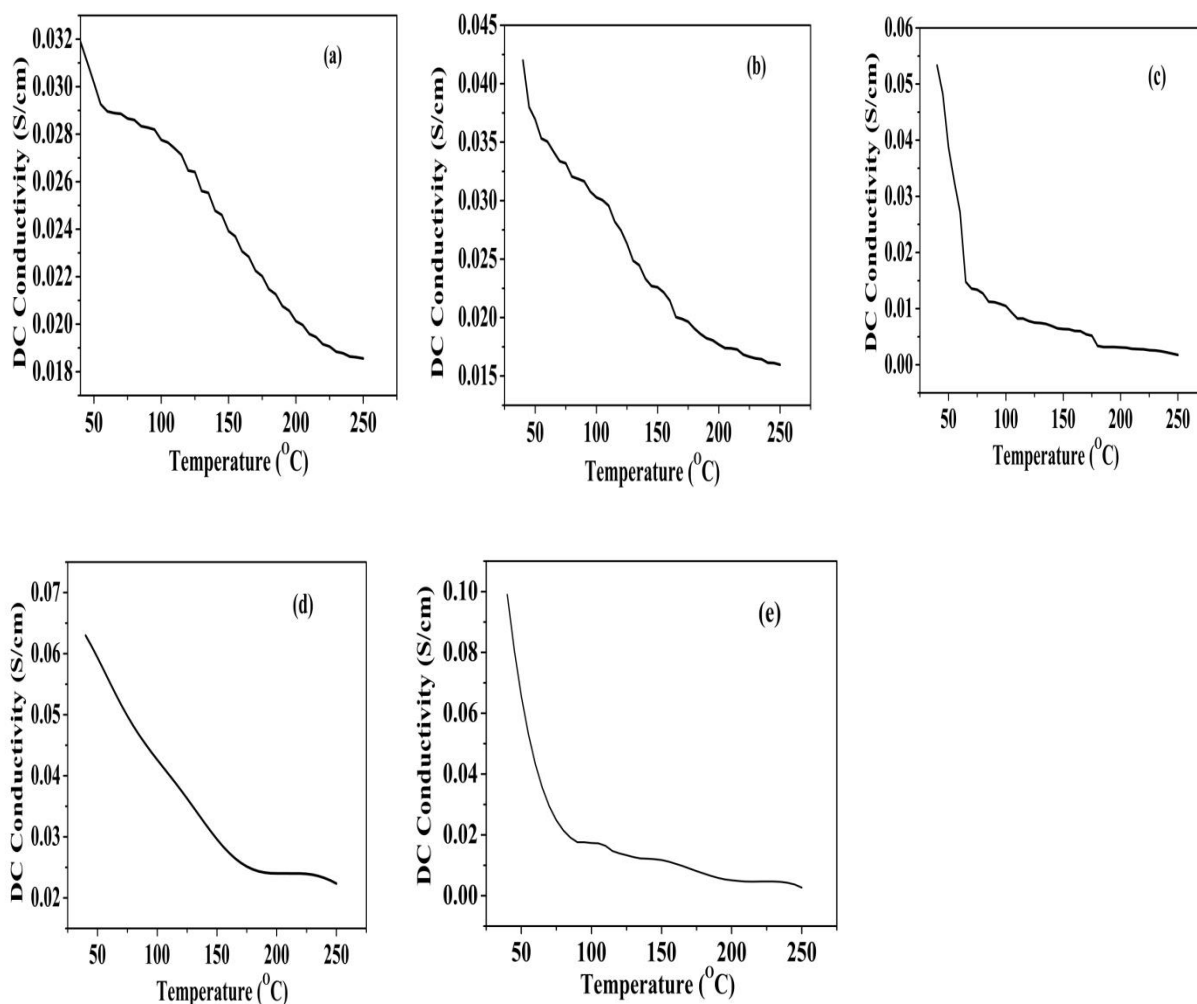 (a)
DC Conductivity (S/cm)
0.032
0.030
0.028
0.026
0.024
0.022
0.020
0.018
50 100 150 200 250
Temperature (°C)
(b)
DC Conductivity (S/cm)
0.045
0.040
0.035
0.030
0.025
0.020
0.015
50 100 150 200 250
Temperature (°C)
(c)
DC Conductivity (S/cm)
0.06
0.05
0.04
0.03
0.02
0.01
0.00
50 100 150 200 250
Temperature (°C)
(d)
DC Conductivity (S/cm)
0.07
0.06
0.05
0.04
0.03
0.02
50 100 150 200 250
Temperature (°C)
(e)
DC Conductivity (S/cm)
0.10
0.08
0.06
0.04
0.02
0.00
50 100 150 200 250
Temperature (°C)